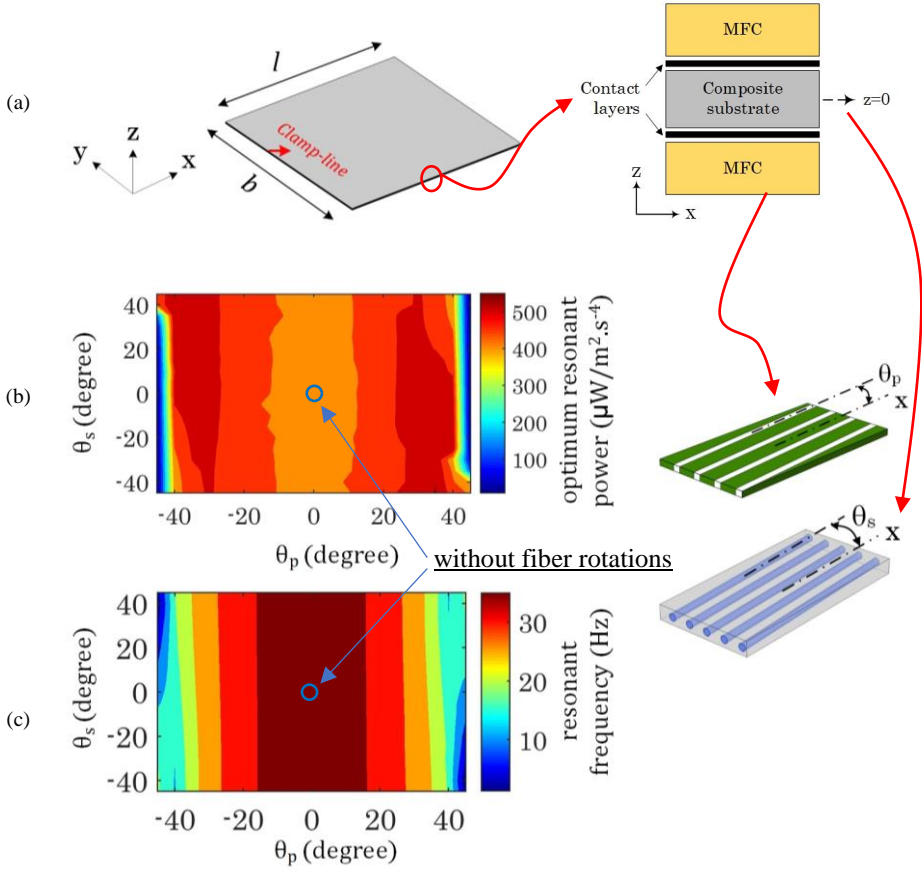 (a)
l
b
Clamp-line
z
y
x
MFC
Contact
layers
Composite
substrate
z=0
MFC
z
x
(b)
θs (degree)
40
20
0
-20
-40
-40 -20 0 20 40
θp (degree)
500
400
300
200
100
optimum resonant
power (µW/m².s⁻⁴)
θp
x
θs
x
without fiber rotations
(c)
θs (degree)
40
20
0
-20
-40
-40 -20 0 20 40
θp (degree)
30
20
10
resonant
frequency (Hz)